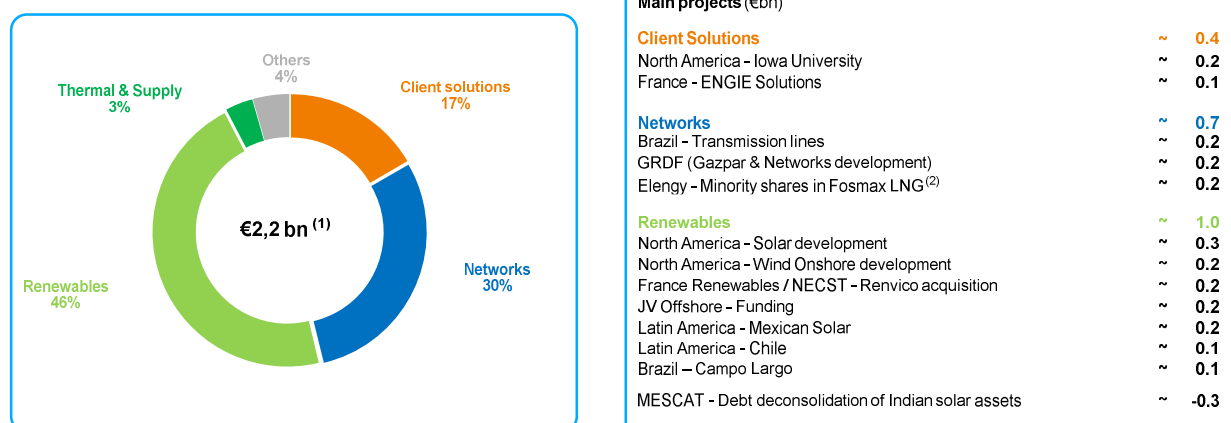 Others
4%
Thermal & Supply
3%
Client solutions
17%
€2,2 bn (1)
Networks
30%
Renewables
46%
Main projects (€bn)
Client Solutions ~ 0.4
North America - Iowa University ~ 0.2
France - ENGIE Solutions ~ 0.1
Networks ~ 0.7
Brazil - Transmission lines ~ 0.2
GRDF (Gazpar & Networks development) ~ 0.2
Elengy - Minority shares in Fosmax LNG(2) ~ 0.2
Renewables ~ 1.0
North America - Solar development ~ 0.3
North America - Wind Onshore development ~ 0.2
France Renewables / NECST - Renvico acquisition ~ 0.2
JV Offshore - Funding ~ 0.2
Latin America - Mexican Solar ~ 0.2
Latin America - Chile ~ 0.1
Brazil – Campo Largo ~ 0.1
MESCAT - Debt deconsolidation of Indian solar assets ~ -0.3